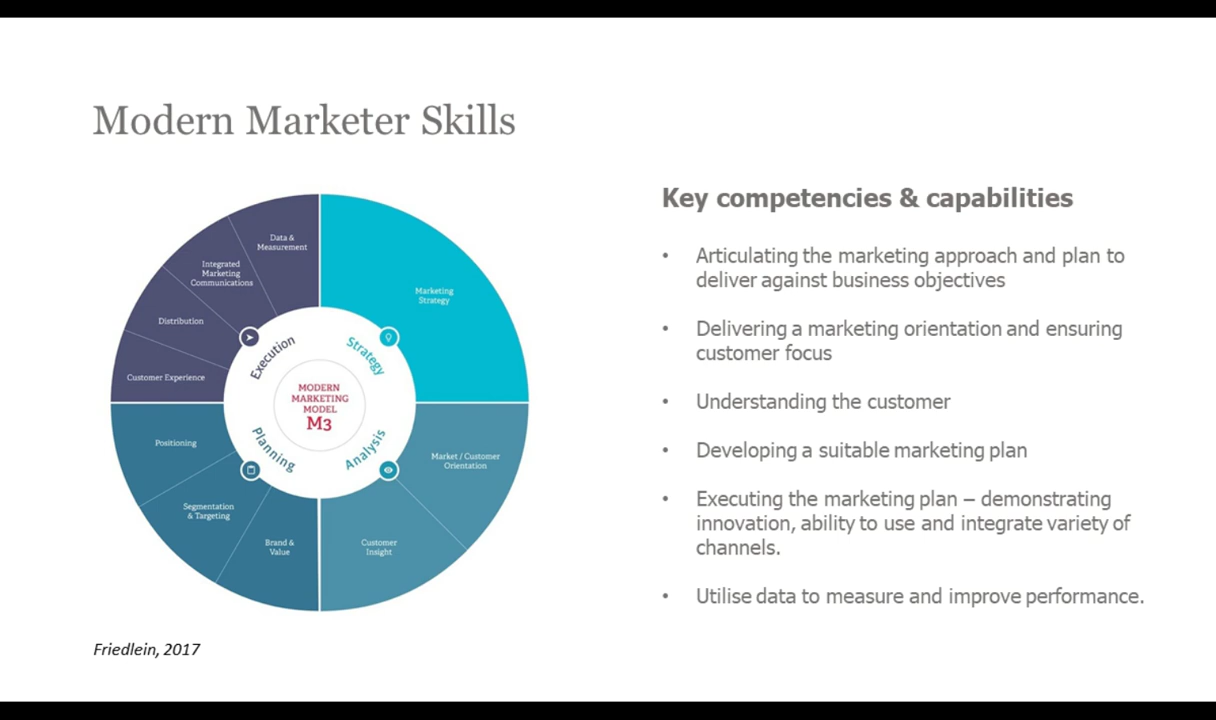 Modern Marketer Skills
Data &
Measurement
Integrated
Marketing
Communications
Distribution
Customer Experience
Marketing
Strategy
Execution
Strategy
MODERN
MARKETING
MODEL
M3
Planning
Analysis
Positioning
Segmentation
& Targeting
Brand &
Value
Market / Customer
Orientation
Customer
Insight
Friedlein, 2017
Key competencies & capabilities
• Articulating the marketing approach and plan to
deliver against business objectives
• Delivering a marketing orientation and ensuring
customer focus
• Understanding the customer
• Developing a suitable marketing plan
• Executing the marketing plan – demonstrating
innovation, ability to use and integrate variety of
channels.
• Utilise data to measure and improve performance.